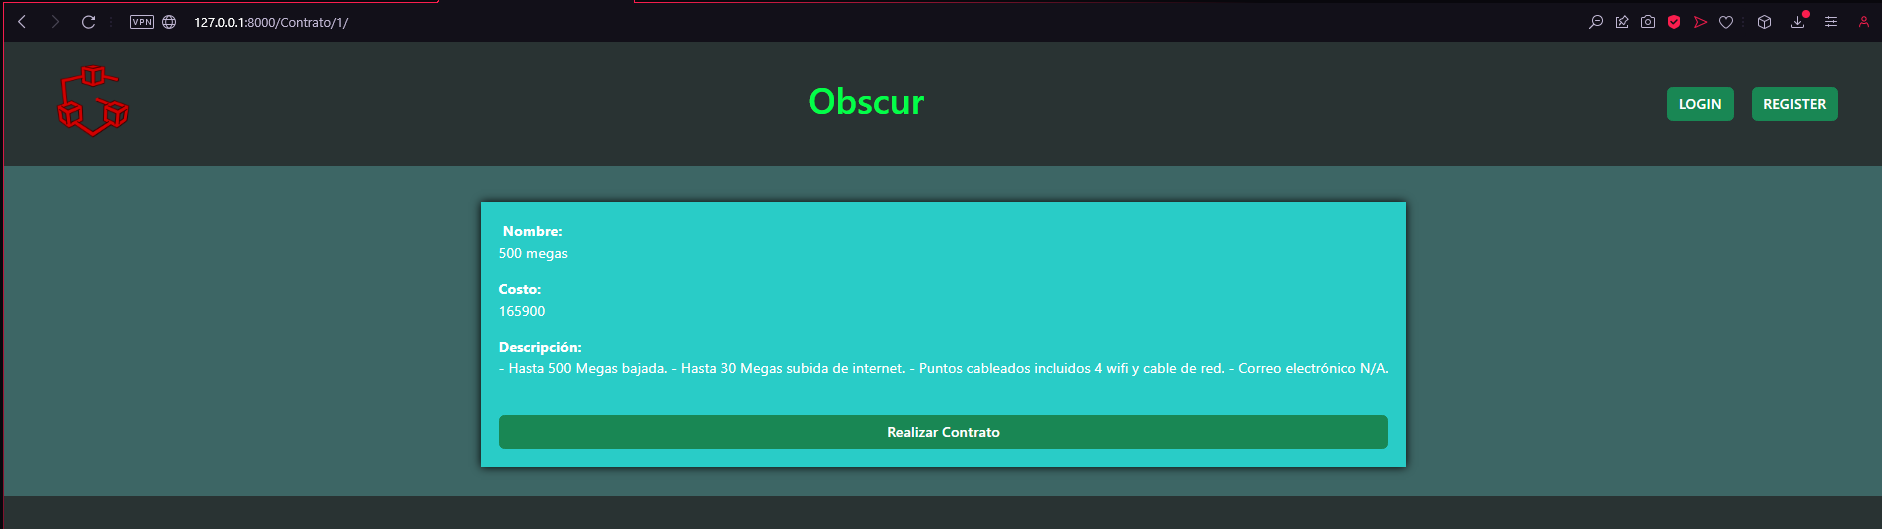 VPN
127.0.0.1:8000/Contrato/1/
Obscur
LOGIN
REGISTER
Nombre:
500 megas
Costo:
165900
Descripción:
- Hasta 500 Megas bajada. - Hasta 30 Megas subida de internet. - Puntos cableados incluidos 4 wifi y cable de red. - Correo electrónico N/A.
Realizar Contrato